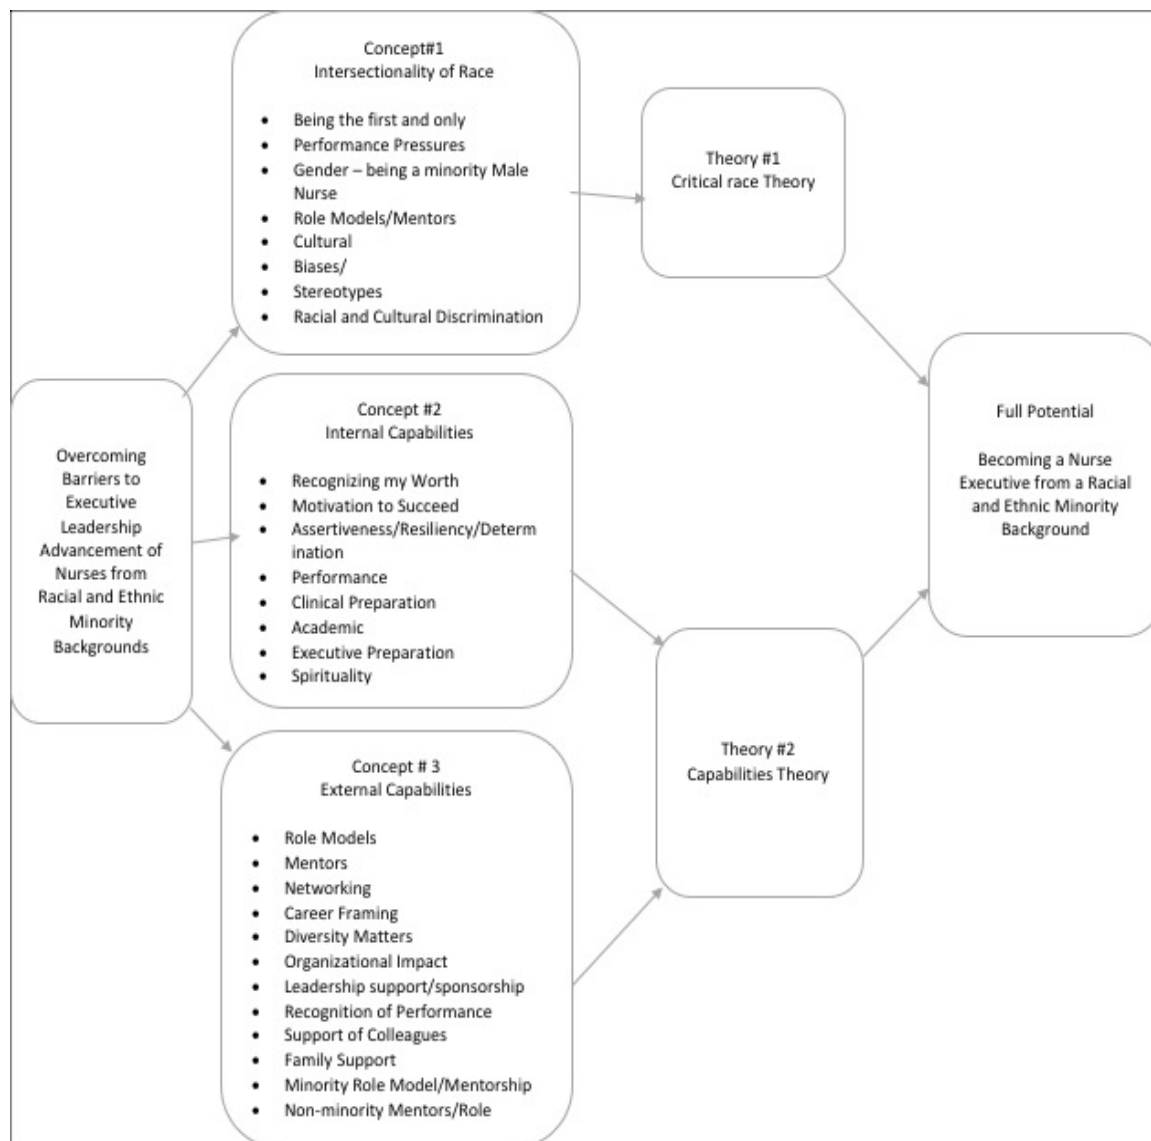 Overcoming
Barriers to
Executive
Leadership
Advancement of
Nurses from
Racial and Ethnic
Minority
Backgrounds
Concept#1
Intersectionality of Race
• Being the first and only
• Performance Pressures
• Gender – being a minority Male
Nurse
• Role Models/Mentors
• Cultural
• Biases/
• Stereotypes
• Racial and Cultural Discrimination
Concept #2
Internal Capabilities
• Recognizing my Worth
• Motivation to Succeed
• Assertiveness/Resiliency/Determ
ination
• Performance
• Clinical Preparation
• Academic
• Executive Preparation
• Spirituality
Concept # 3
External Capabilities
• Role Models
• Mentors
• Networking
• Career Framing
• Diversity Matters
• Organizational Impact
• Leadership support/sponsorship
• Recognition of Performance
• Support of Colleagues
• Family Support
• Minority Role Model/Mentorship
• Non-minority Mentors/Role
Theory #1
Critical race Theory
Theory #2
Capabilities Theory
Full Potential
Becoming a Nurse
Executive from a Racial
and Ethnic Minority
Background